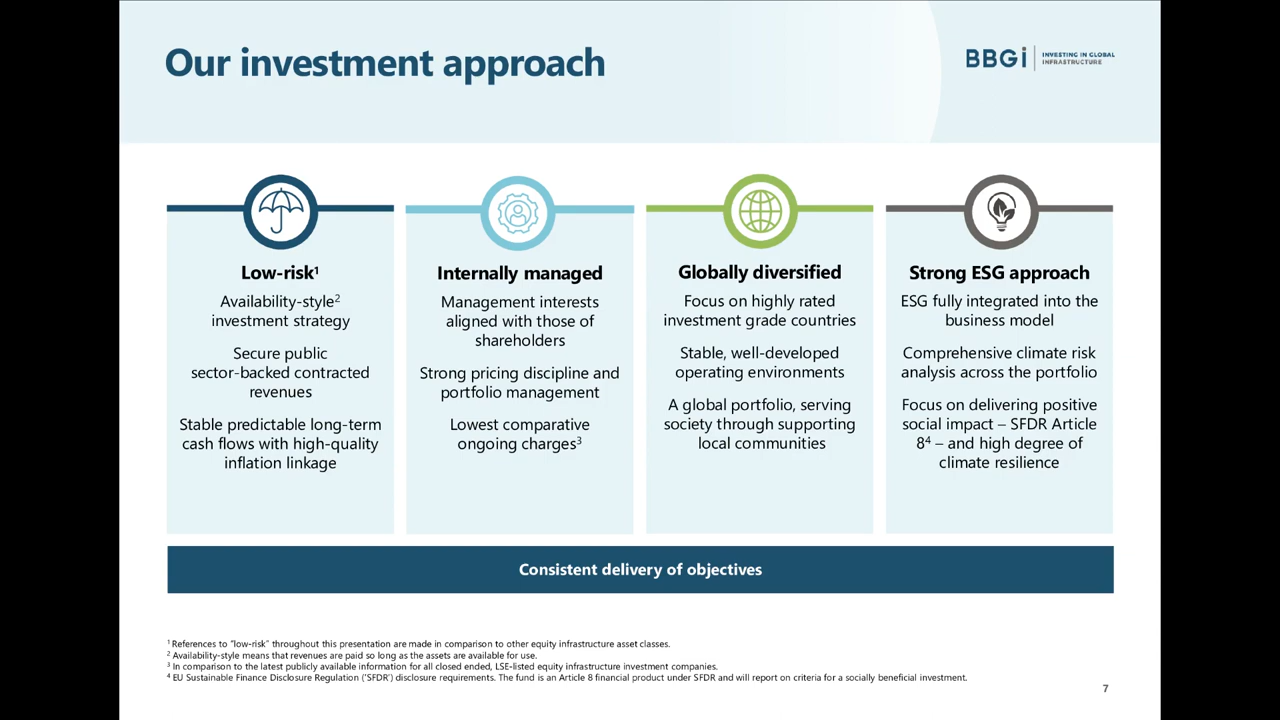 Our investment approach
BBGi
INVESTING IN GLOBAL
INFRASTRUCTURE
Low-risk¹
Availability-style²
investment strategy
Secure public
sector-backed contracted
revenues
Stable predictable long-term
cash flows with high-quality
inflation linkage
Internally managed
Management interests
aligned with those of
shareholders
Strong pricing discipline and
portfolio management
Lowest comparative
ongoing charges³
Globally diversified
Focus on highly rated
investment grade countries
Stable, well-developed
operating environments
A global portfolio, serving
society through supporting
local communities
Strong ESG approach
ESG fully integrated into the
business model
Comprehensive climate risk
analysis across the portfolio
Focus on delivering positive
social impact – SFDR Article
8⁴ – and high degree of
climate resilience
Consistent delivery of objectives
¹ References to “low-risk” throughout this presentation are made in comparison to other equity infrastructure asset classes.
² Availability-style means that revenues are paid so long as the assets are available for use.
³ In comparison to the latest publicly available information for all closed ended, LSE-listed equity infrastructure investment companies.
⁴ EU Sustainable Finance Disclosure Regulation (‘SFDR’) disclosure requirements. The fund is an Article 8 financial product under SFDR and will report on criteria for a socially beneficial investment.
7